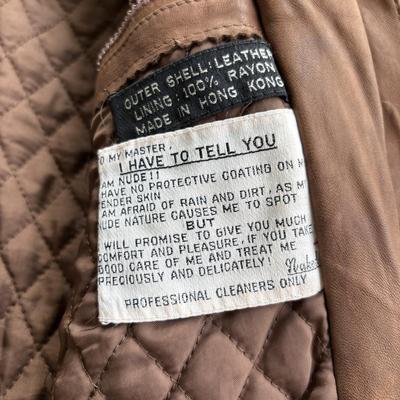 OUTER SHELL: LEATHER
LINING: 100% RAYON
MADE IN HONG KONG
O MY MASTER,
I HAVE TO TELL YOU
AM NUDE!!
HAVE NO PROTECTIVE COATING ON M
ENDER SKIN
AM AFRAID OF RAIN AND DIRT, AS M
NUDE NATURE CAUSES ME TO SPOT
BUT
WILL PROMISE TO GIVE YOU MUCH
COMFORT AND PLEASURE, IF YOU TAKE
GOOD CARE OF ME AND TREAT ME
PRECIOUSLY AND DELICATELY!
PROFESSIONAL CLEANERS ONLY